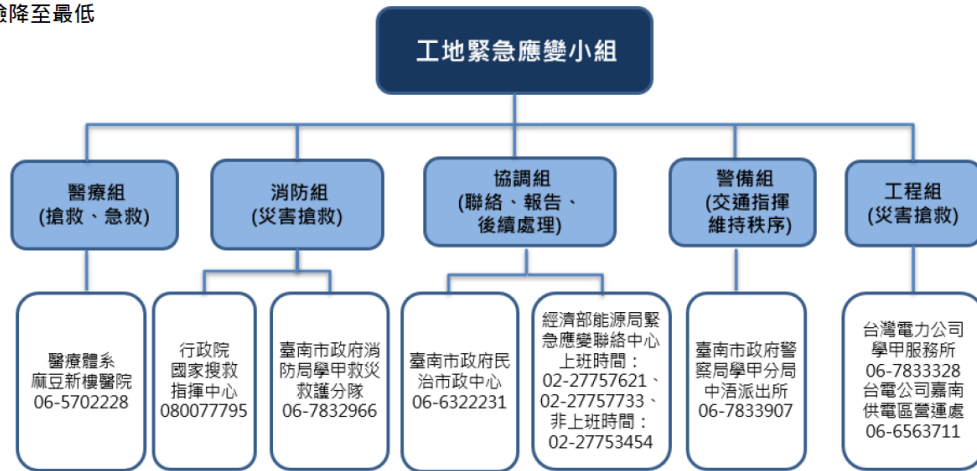 險降至最低
工地緊急應變小組
醫療組
(搶救、急救)
消防組
(災害搶救)
協調組
(聯絡、報告、
後續處理)
警備組
(交通指揮
維持秩序)
工程組
(災害搶救)
醫療體系
麻豆新樓醫院
06-5702228
行政院
國家搜救
指揮中心
080077795
臺南市政府消
防局學甲救災
救護分隊
06-7832966
臺南市政府民
治市政中心
06-6322231
經濟部能源局緊
急應變聯絡中心
上班時間：
02-27757621、
02-27757733、
非上班時間：
02-27753454
臺南市政府警
察局學甲分局
中洲派出所
06-7833907
台灣電力公司
學甲服務所
06-7833328
台電公司嘉南
供電區營運處
06-6563711